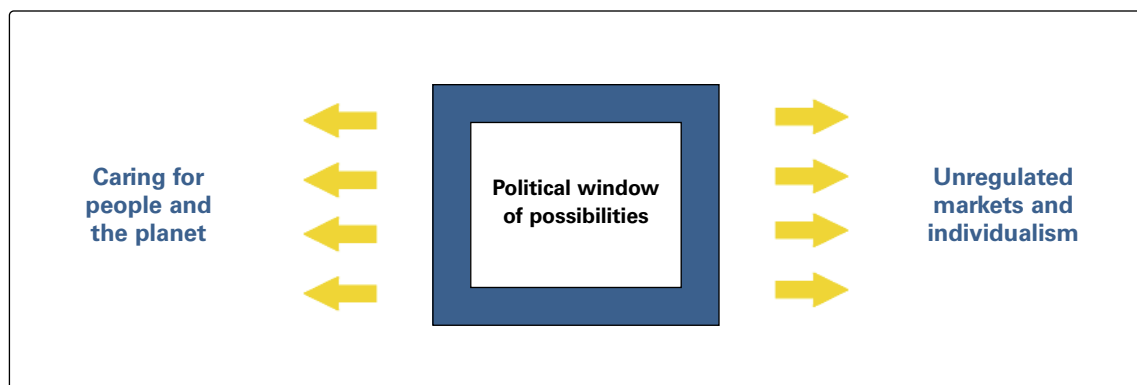 Caring for
people and
the planet
Political window
of possibilities
Unregulated
markets and
individualism